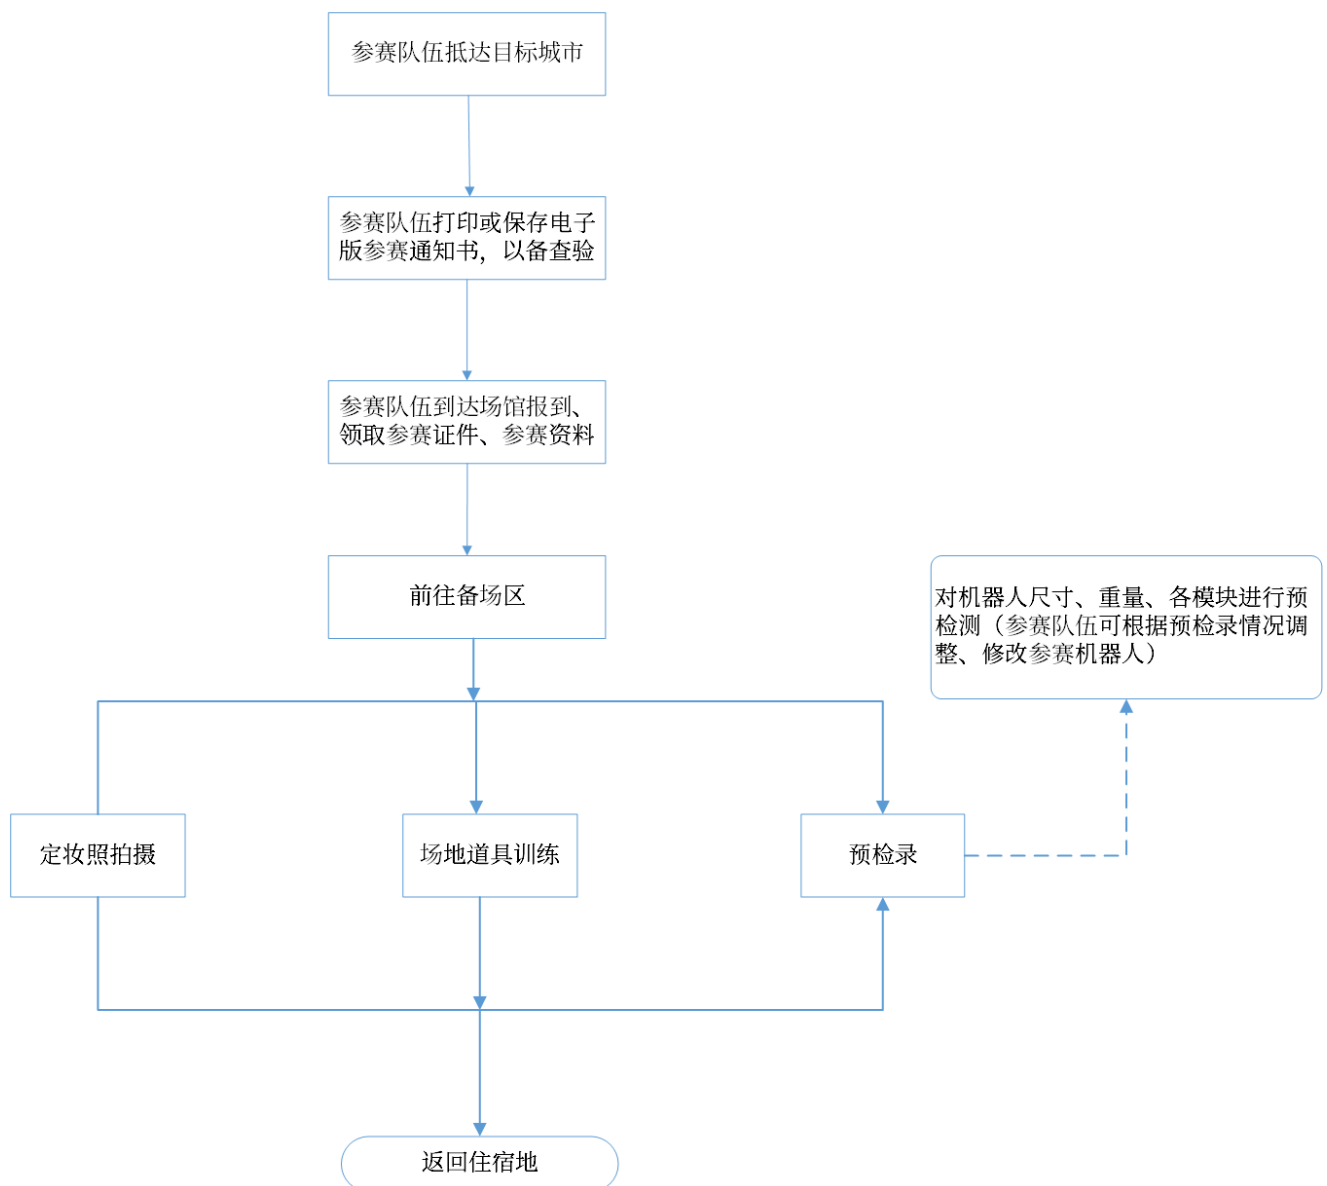 参赛队伍抵达目标城市
参赛队伍打印或保存电子
版参赛通知书，以备查验
参赛队伍到达场馆报到、
领取参赛证件、参赛资料
前往备场区
对机器人尺寸、重量、各模块进行预
检测（参赛队伍可根据预检录情况调
整、修改参赛机器人）
定妆照拍摄
场地道具训练
预检录
返回住宿地